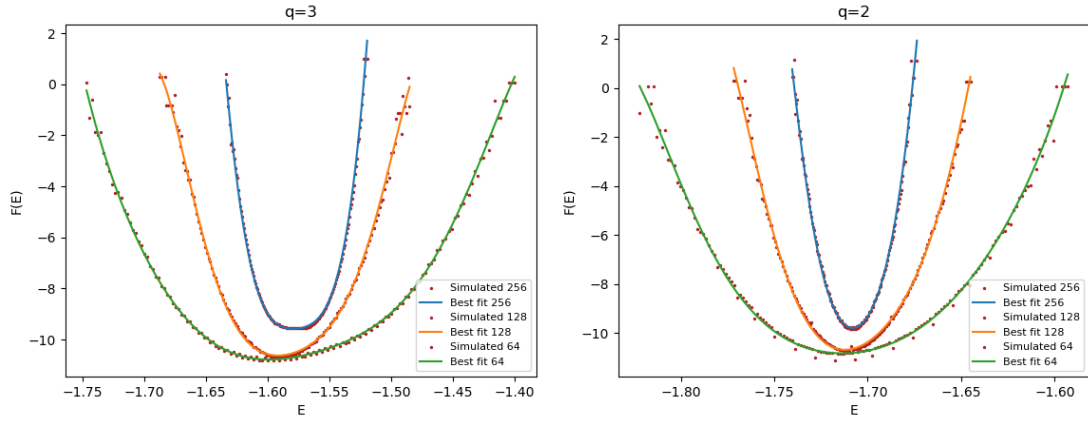 q=3
2
0
−2
−4
−6
−8
−10
F(E)
−1.75
−1.70
−1.65
−1.60
−1.55
−1.50
−1.45
−1.40
E
Simulated 256
Best fit 256
Simulated 128
Best fit 128
Simulated 64
Best fit 64
q=2
2
0
−2
−4
−6
−8
−10
F(E)
−1.80
−1.75
−1.70
−1.65
−1.60
E
Simulated 256
Best fit 256
Simulated 128
Best fit 128
Simulated 64
Best fit 64